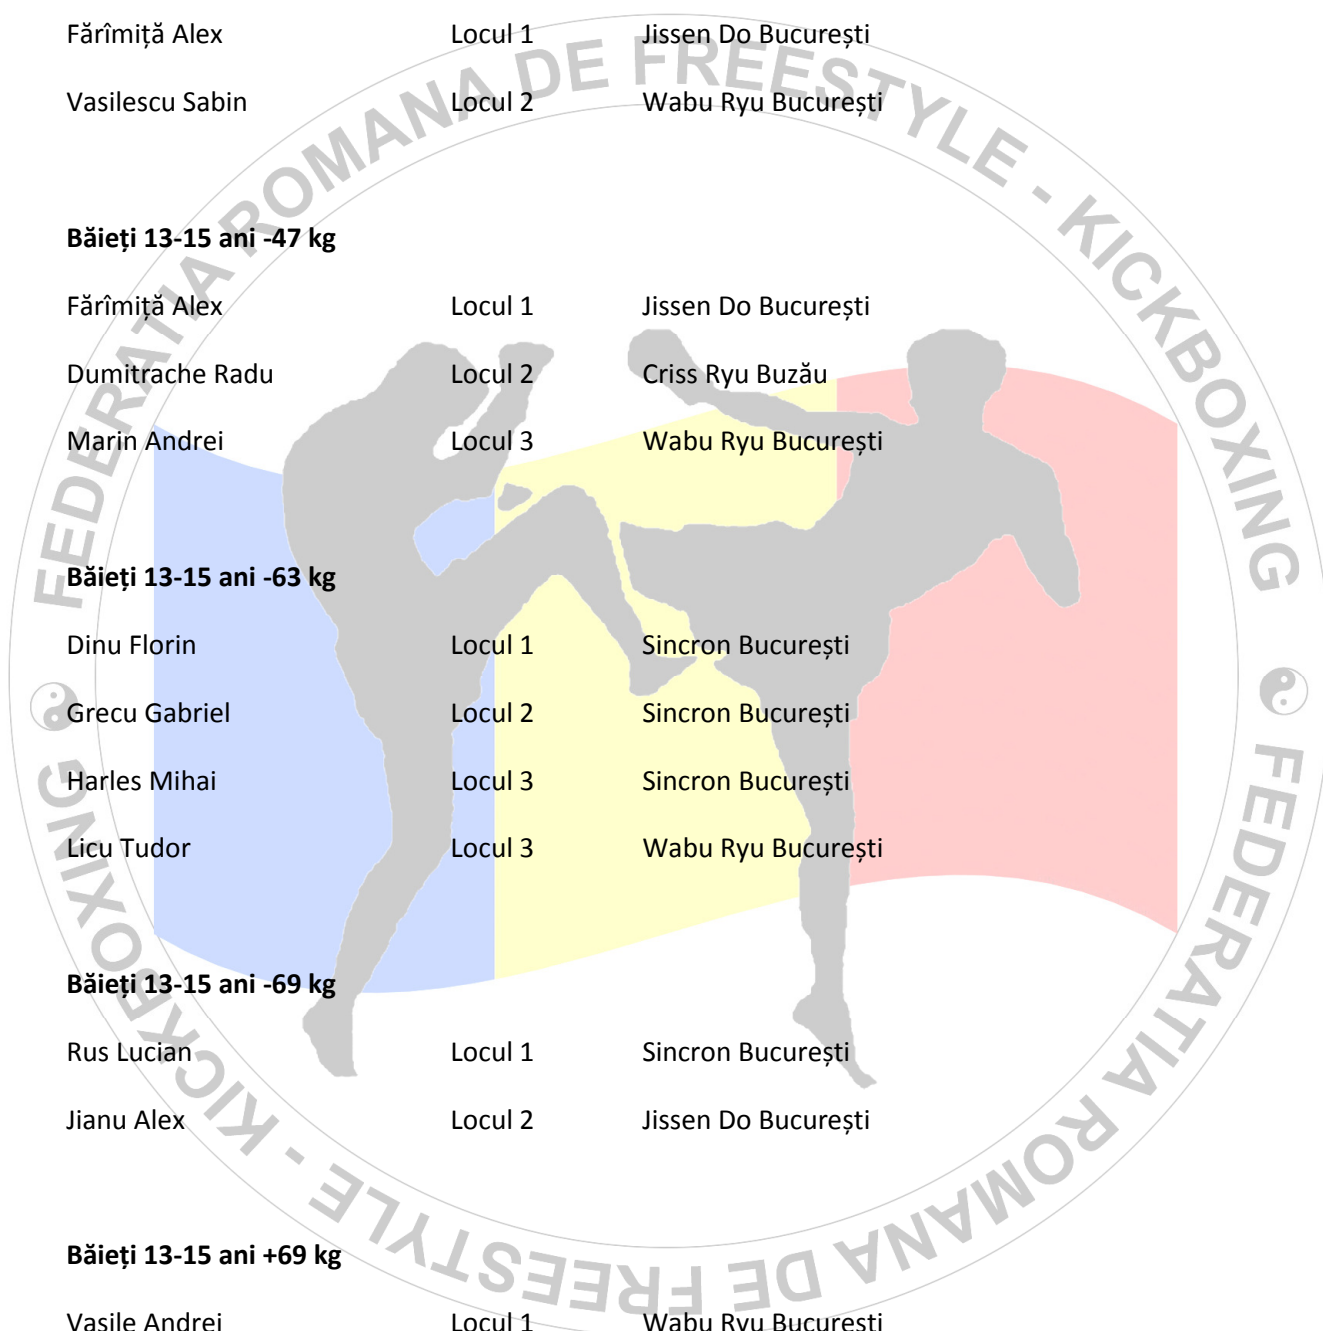 Fărîmiță Alex Locul 1 Jissen Do București
Vasilescu Sabin Locul 2 Wabu Ryu București
Băieți 13-15 ani -47 kg
Fărîmiță Alex Locul 1 Jissen Do București
Dumitrache Radu Locul 2 Criss Ryu Buzău
Marin Andrei Locul 3 Wabu Ryu București
Băieți 13-15 ani -63 kg
Dinu Florin Locul 1 Sincron București
Grecu Gabriel Locul 2 Sincron București
Harles Mihai Locul 3 Sincron București
Licu Tudor Locul 3 Wabu Ryu București
Băieți 13-15 ani -69 kg
Rus Lucian Locul 1 Sincron București
Jianu Alex Locul 2 Jissen Do București
Băieți 13-15 ani +69 kg
Vasile Andrei Locul 1 Wabu Ryu București
FEDERATIA ROMANA DE FREESTYLE - KICKBOXING
FEDERATIA ROMANA DE FREESTYLE - KICKBOXING